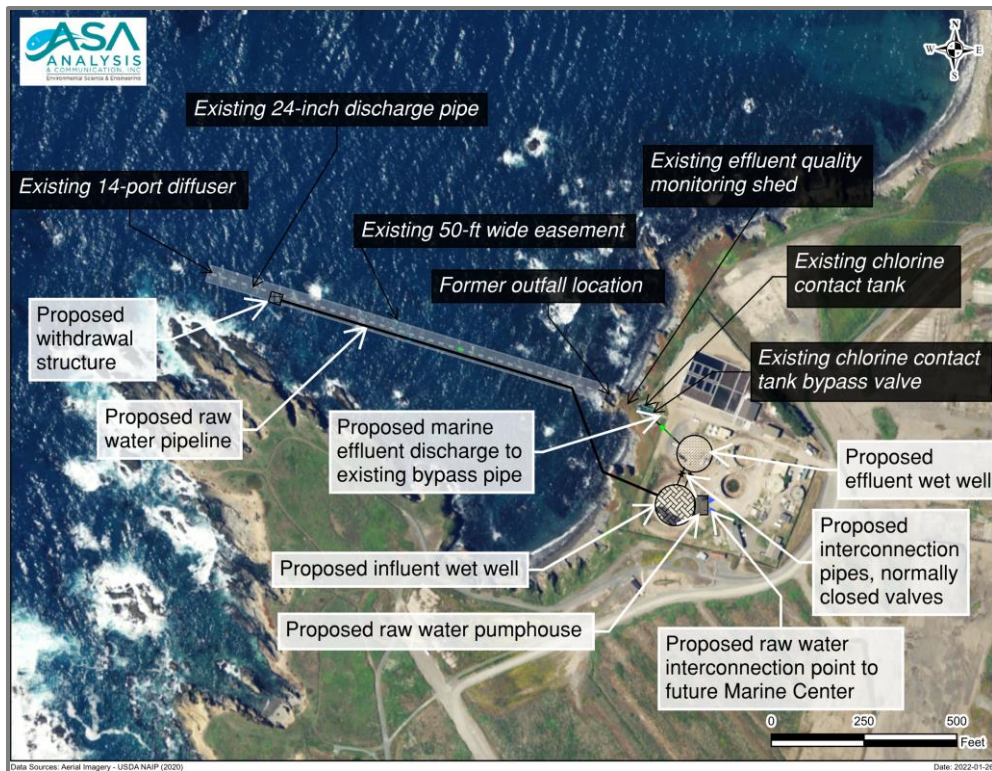 ASA
ANALYSIS
& COMMUNICATION, INC
Environmental Science & Engineering
N
W E
S
Existing 24-inch discharge pipe
Existing 14-port diffuser
Existing 50-ft wide easement
Existing effluent quality
monitoring shed
Former outfall location
Existing chlorine
contact tank
Existing chlorine contact
tank bypass valve
Proposed
withdrawal
structure
Proposed raw
water pipeline
Proposed marine
effluent discharge to
existing bypass pipe
Proposed
effluent wet well
Proposed influent wet well
Proposed
interconnection
pipes, normally
closed valves
Proposed raw water pumphouse
Proposed raw water
interconnection point to
future Marine Center
0 250 500
Feet
Data Sources: Aerial Imagery - USDA NAIP (2020)
Date: 2022-01-26